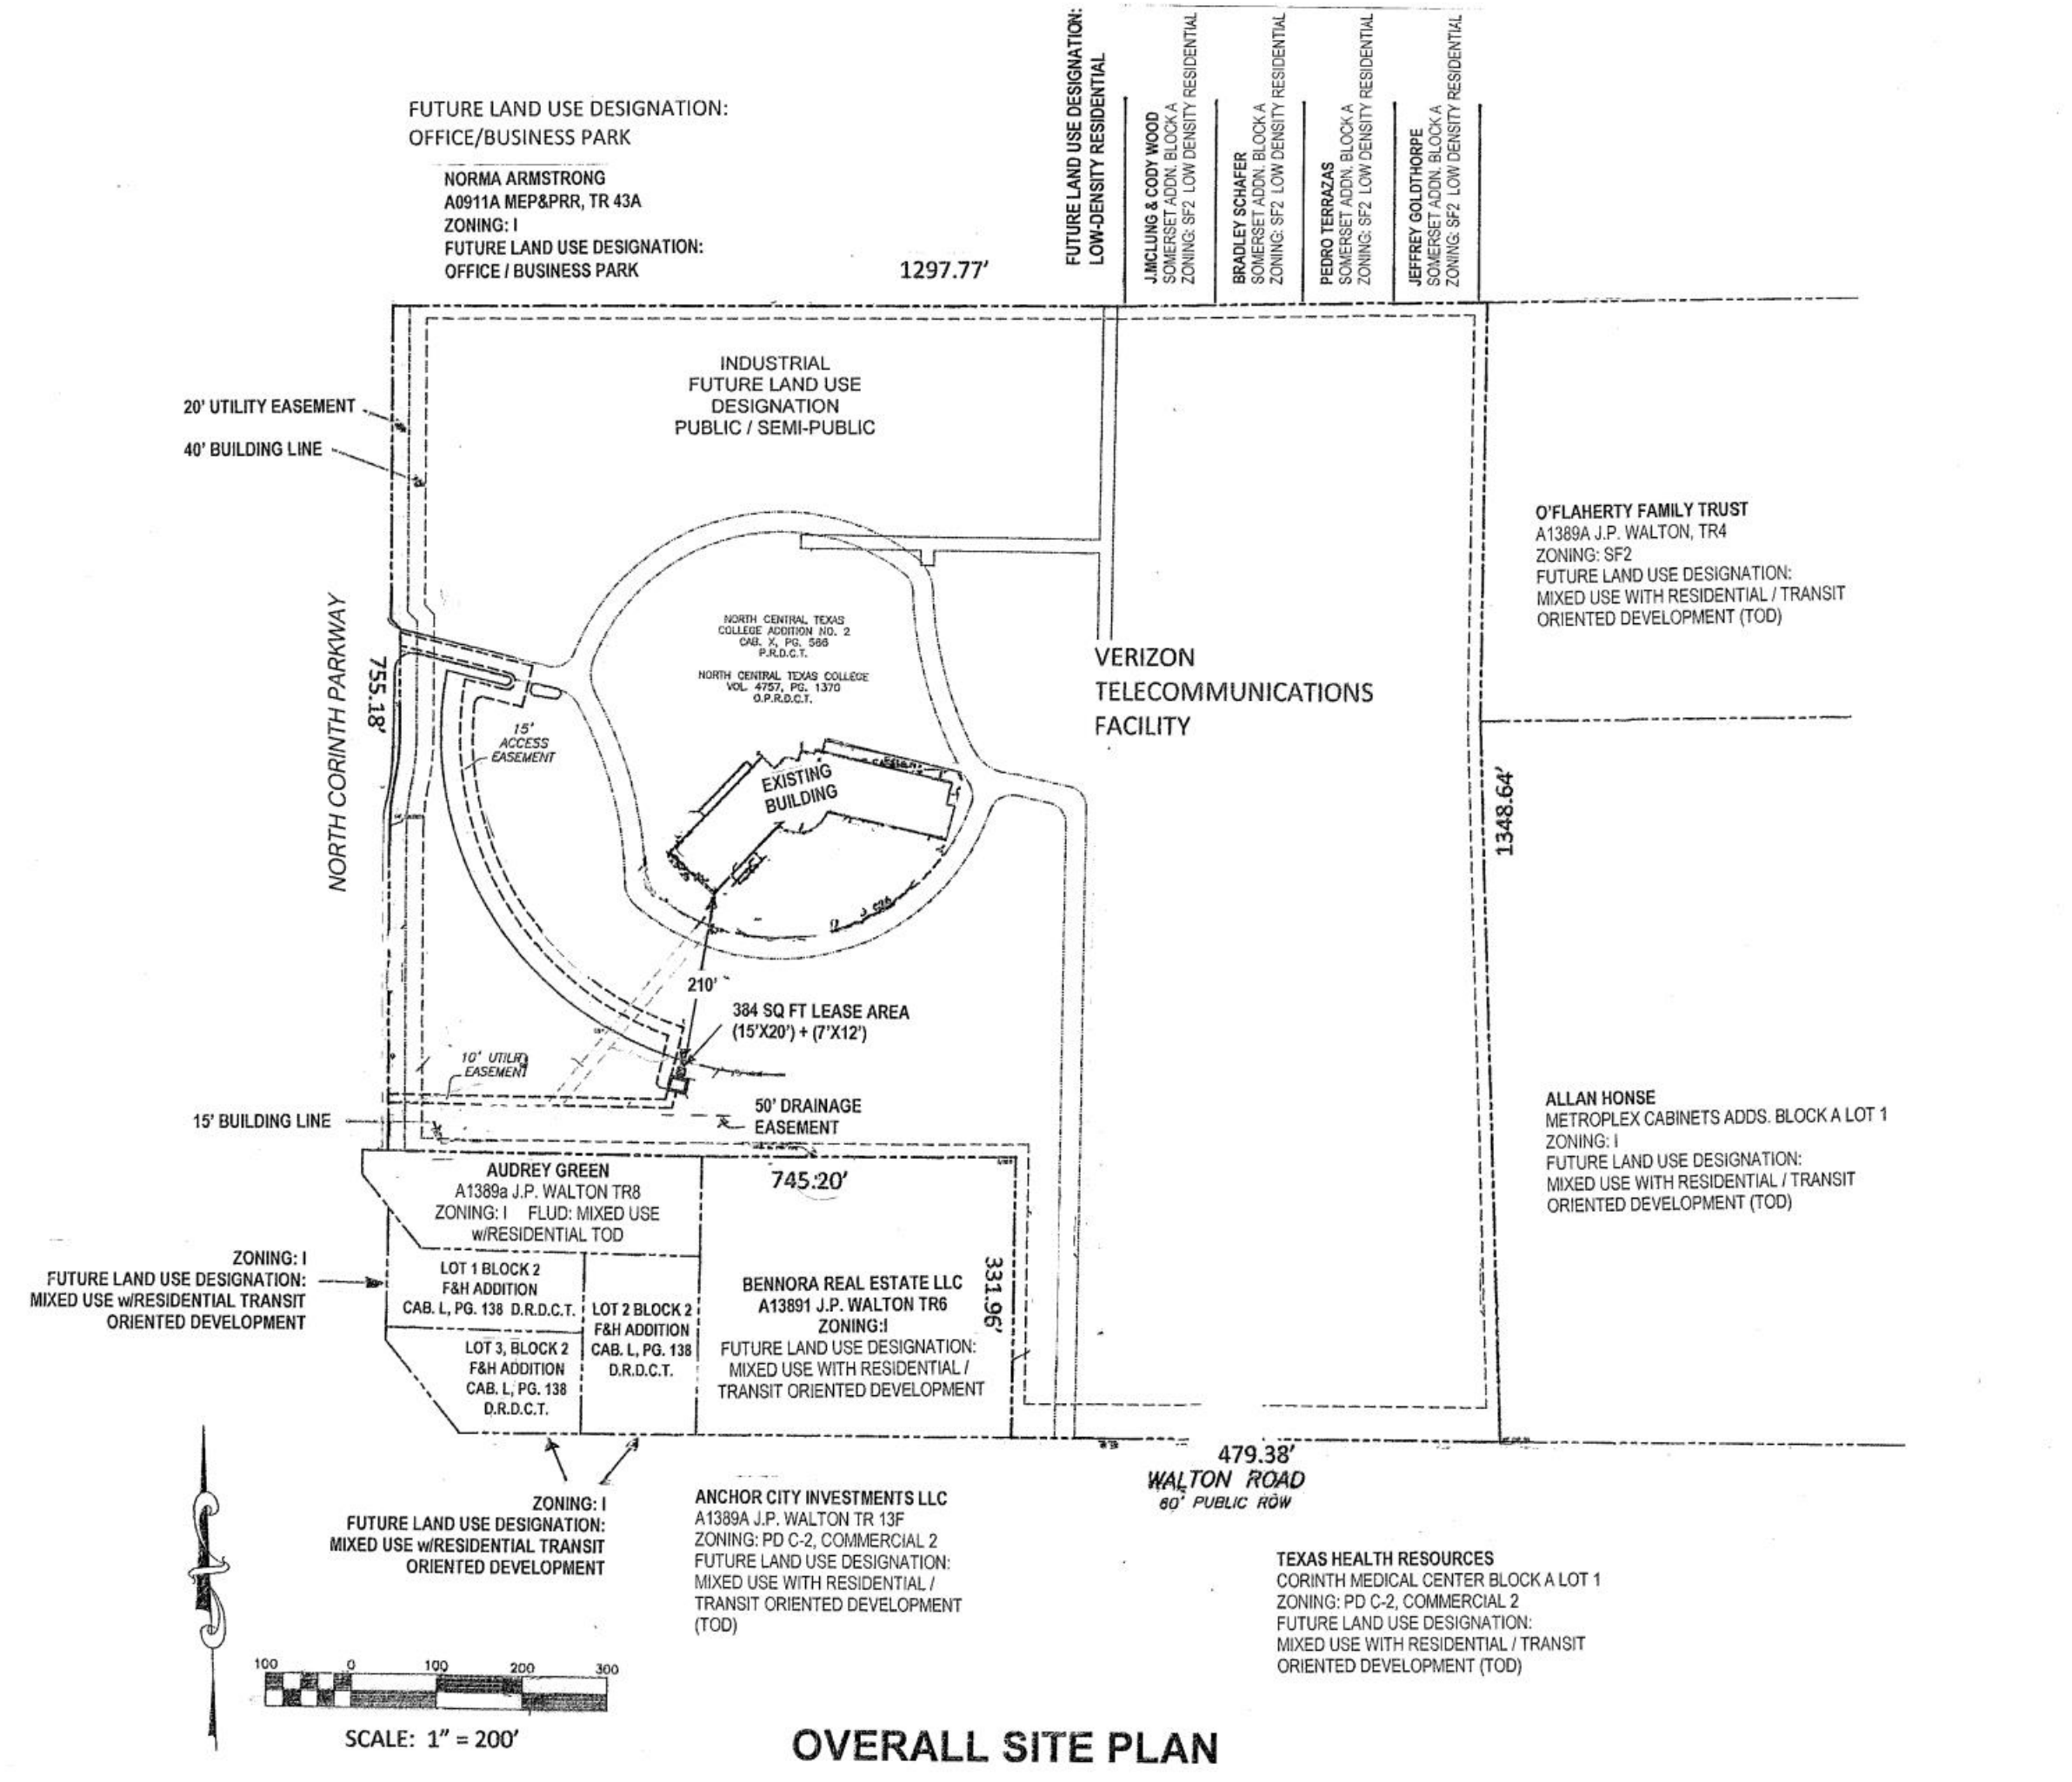 FUTURE LAND USE DESIGNATION:
OFFICE/BUSINESS PARK
NORMA ARMSTRONG
A0911A MEP&PRR, TR 43A
ZONING: I
FUTURE LAND USE DESIGNATION:
OFFICE / BUSINESS PARK
1297.77'
FUTURE LAND USE DESIGNATION:
LOW-DENSITY RESIDENTIAL
J.MCLUNG & CODY WOOD
SOMERSET ADDN. BLOCK A
ZONING: SF2 LOW DENSITY RESIDENTIAL
BRADLEY SCHAFER
SOMERSET ADDN. BLOCK A
ZONING: SF2 LOW DENSITY RESIDENTIAL
PEDRO TERRAZAS
SOMERSET ADDN. BLOCK A
ZONING: SF2 LOW DENSITY RESIDENTIAL
JEFFREY GOLDTHORPE
SOMERSET ADDN. BLOCK A
ZONING: SF2 LOW DENSITY RESIDENTIAL
INDUSTRIAL
FUTURE LAND USE
DESIGNATION
PUBLIC / SEMI-PUBLIC
20' UTILITY EASEMENT
40' BUILDING LINE
O'FLAHERTY FAMILY TRUST
A1389A J.P. WALTON, TR4
ZONING: SF2
FUTURE LAND USE DESIGNATION:
MIXED USE WITH RESIDENTIAL / TRANSIT
ORIENTED DEVELOPMENT (TOD)
NORTH CORINTH PARKWAY
755.18'
NORTH CENTRAL TEXAS
COLLEGE ADDITION NO. 2
CAB. X, PG. 566
P.R.D.C.T.
NORTH CENTRAL TEXAS COLLEGE
VOL. 4757, PG. 1370
O.P.R.D.C.T.
VERIZON
TELECOMMUNICATIONS
FACILITY
15'
ACCESS
EASEMENT
EXISTING
BUILDING
1348.64'
210'
384 SQ FT LEASE AREA
(15'X20') + (7'X12')
10' UTILITY
EASEMENT
50' DRAINAGE
EASEMENT
15' BUILDING LINE
ALLAN HONSE
METROPLEX CABINETS ADDS. BLOCK A LOT 1
ZONING: I
FUTURE LAND USE DESIGNATION:
MIXED USE WITH RESIDENTIAL / TRANSIT
ORIENTED DEVELOPMENT (TOD)
AUDREY GREEN
A1389a J.P. WALTON TR8
ZONING: I FLUD: MIXED USE
w/RESIDENTIAL TOD
745.20'
331.96'
ZONING: I
FUTURE LAND USE DESIGNATION:
MIXED USE w/RESIDENTIAL TRANSIT
ORIENTED DEVELOPMENT
LOT 1 BLOCK 2
F&H ADDITION
CAB. L, PG. 138 D.R.D.C.T.
LOT 2 BLOCK 2
F&H ADDITION
CAB. L, PG. 138
D.R.D.C.T.
LOT 3, BLOCK 2
F&H ADDITION
CAB. L, PG. 138
D.R.D.C.T.
BENNORA REAL ESTATE LLC
A13891 J.P. WALTON TR6
ZONING:I
FUTURE LAND USE DESIGNATION:
MIXED USE WITH RESIDENTIAL /
TRANSIT ORIENTED DEVELOPMENT
479.38'
WALTON ROAD
60' PUBLIC ROW
ZONING: I
FUTURE LAND USE DESIGNATION:
MIXED USE w/RESIDENTIAL TRANSIT
ORIENTED DEVELOPMENT
ANCHOR CITY INVESTMENTS LLC
A1389A J.P. WALTON TR 13F
ZONING: PD C-2, COMMERCIAL 2
FUTURE LAND USE DESIGNATION:
MIXED USE WITH RESIDENTIAL /
TRANSIT ORIENTED DEVELOPMENT
(TOD)
TEXAS HEALTH RESOURCES
CORINTH MEDICAL CENTER BLOCK A LOT 1
ZONING: PD C-2, COMMERCIAL 2
FUTURE LAND USE DESIGNATION:
MIXED USE WITH RESIDENTIAL / TRANSIT
ORIENTED DEVELOPMENT (TOD)
100 0 100 200 300
SCALE: 1" = 200'
OVERALL SITE PLAN